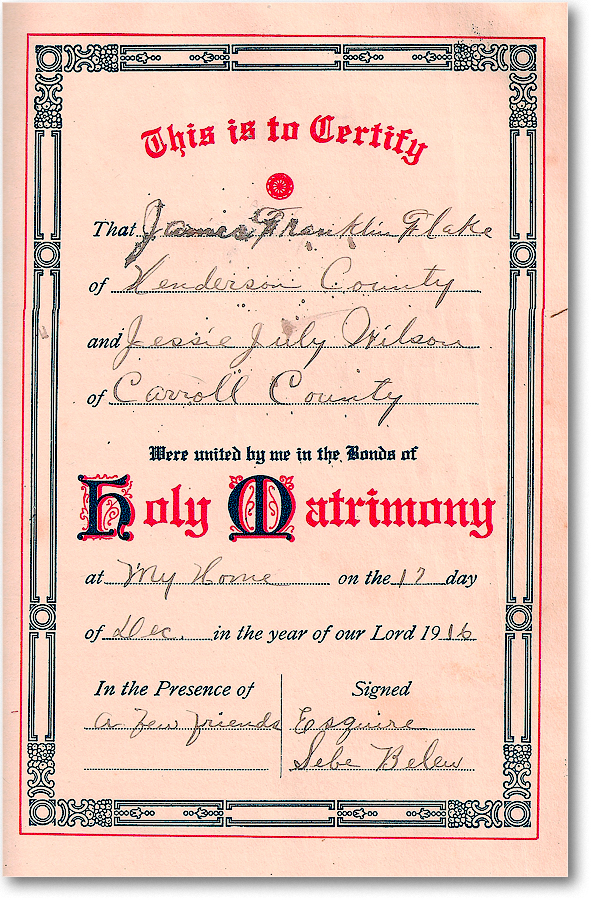 This is to Certify
That James Franklin Flake
of Henderson County
and Jessie July Wilson
of Carroll County
Were united by me in the Bonds of
Holy Matrimony
at My Home on the 17 day
of Dec. in the year of our Lord 1916
In the Presence of
a few friends
Signed
Esquire
Sebe Belew